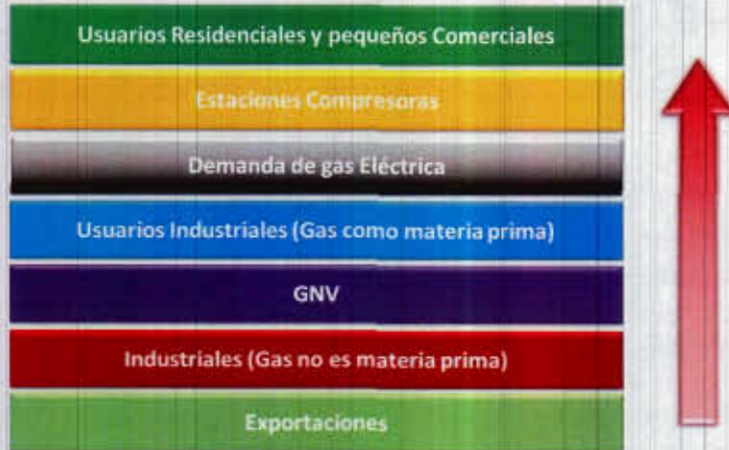 Usuarios Residenciales y pequeños Comerciales
Estaciones Compresoras
Demanda de gas Eléctrica
Usuarios Industriales (Gas como materia prima)
GNV
Industriales (Gas no es materia prima)
Exportaciones